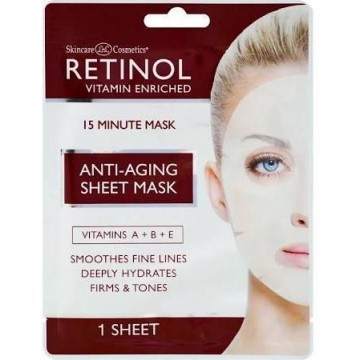 Skincare LdeL Cosmetics®
RETINOL
VITAMIN ENRICHED
15 MINUTE MASK
ANTI-AGING
SHEET MASK
VITAMINS A + B + E
SMOOTHES FINE LINES
DEEPLY HYDRATES
FIRMS & TONES
1 SHEET